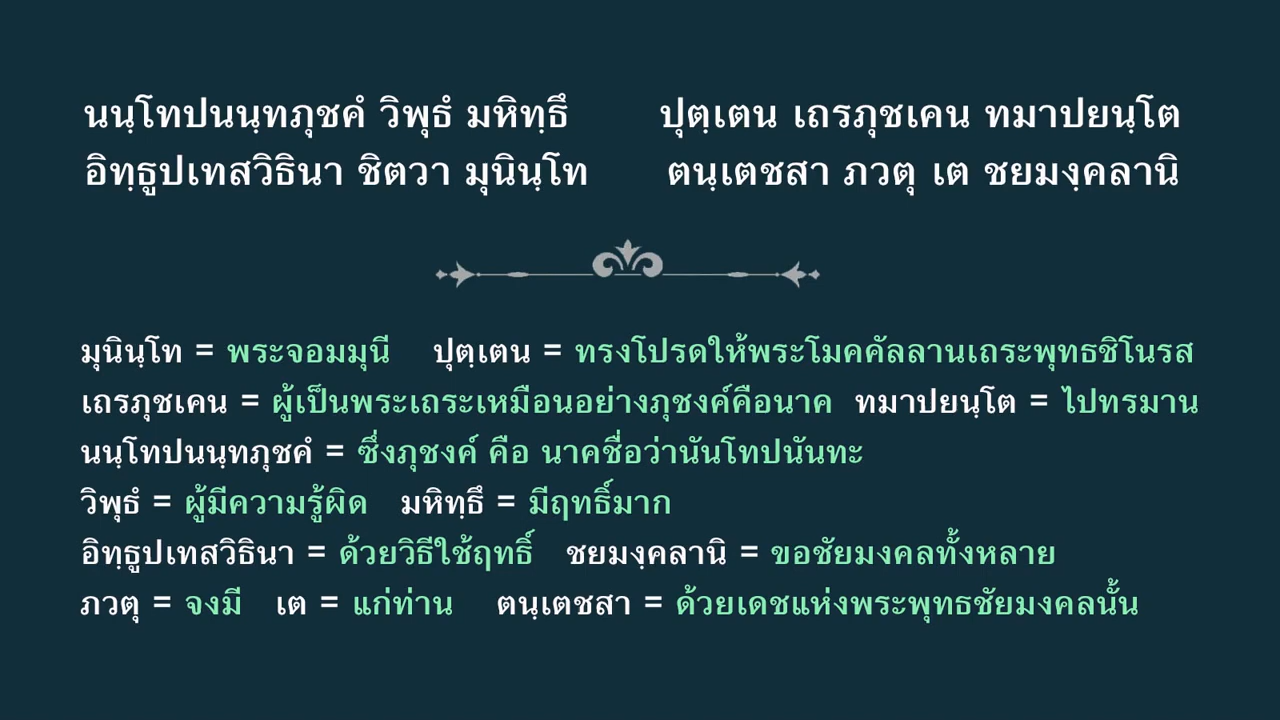 นนฺโทปนนฺทภุชคํ วิพุธํ มหิทฺธึ ปุตฺเตน เถรภุชเคน ทมาปยนฺโต
อิทฺธูปเทสวิธินา ชิตวา มุนินฺโท ตนฺเตชสา ภวตุ เต ชยมงฺคลานิ
มุนินฺโท = พระจอมมุนี ปุตฺเตน = ทรงโปรดให้พระโมคคัลลานเถระพุทธชิโนรส
เถรภุชเคน = ผู้เป็นพระเถระเหมือนอย่างภุชงค์คือนาค ทมาปยนฺโต = ไปทรมาน
นนฺโทปนนฺทภุชคํ = ซึ่งภุชงค์ คือ นาคชื่อว่านันโทปนันทะ
วิพุธํ = ผู้มีความรู้ผิด มหิทฺธึ = มีฤทธิ์มาก
อิทฺธูปเทสวิธินา = ด้วยวิธีใช้ฤทธิ์ ชยมงฺคลานิ = ขอชัยมงคลทั้งหลาย
ภวตุ = จงมี เต = แก่ท่าน ตนฺเตชสา = ด้วยเดชแห่งพระพุทธชัยมงคลนั้น